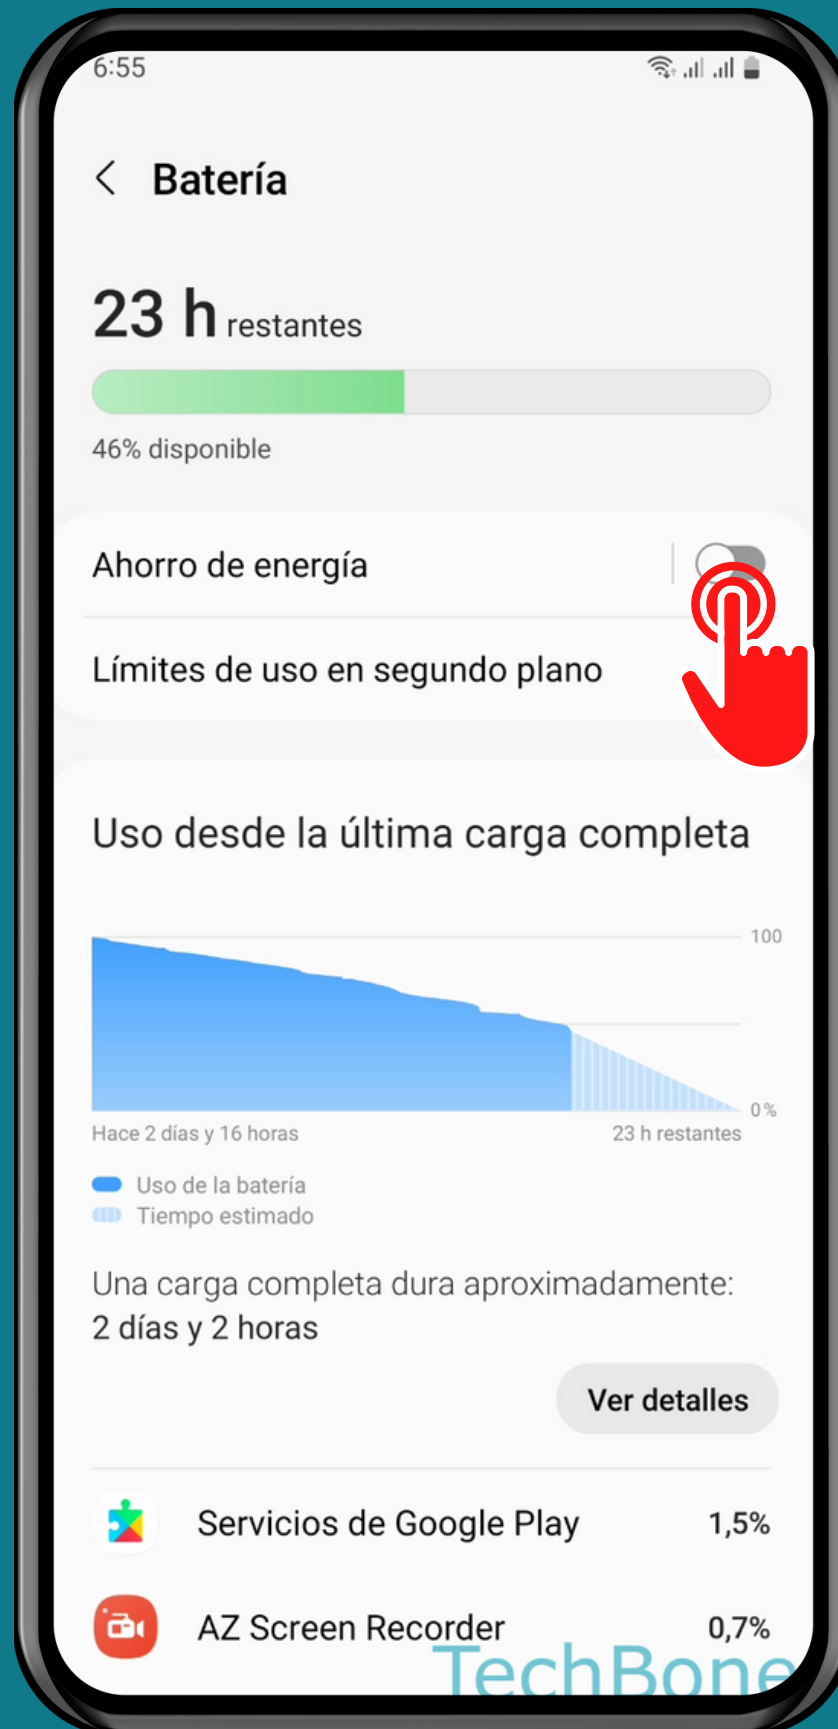 6:55
Batería
23 h restantes
46% disponible
Ahorro de energía
Límites de uso en segundo plano
Uso desde la última carga completa
100
0%
Hace 2 días y 16 horas 23 h restantes
Uso de la batería
Tiempo estimado
Una carga completa dura aproximadamente:
2 días y 2 horas
Ver detalles
Servicios de Google Play 1,5%
AZ Screen Recorder 0,7%
TechBone